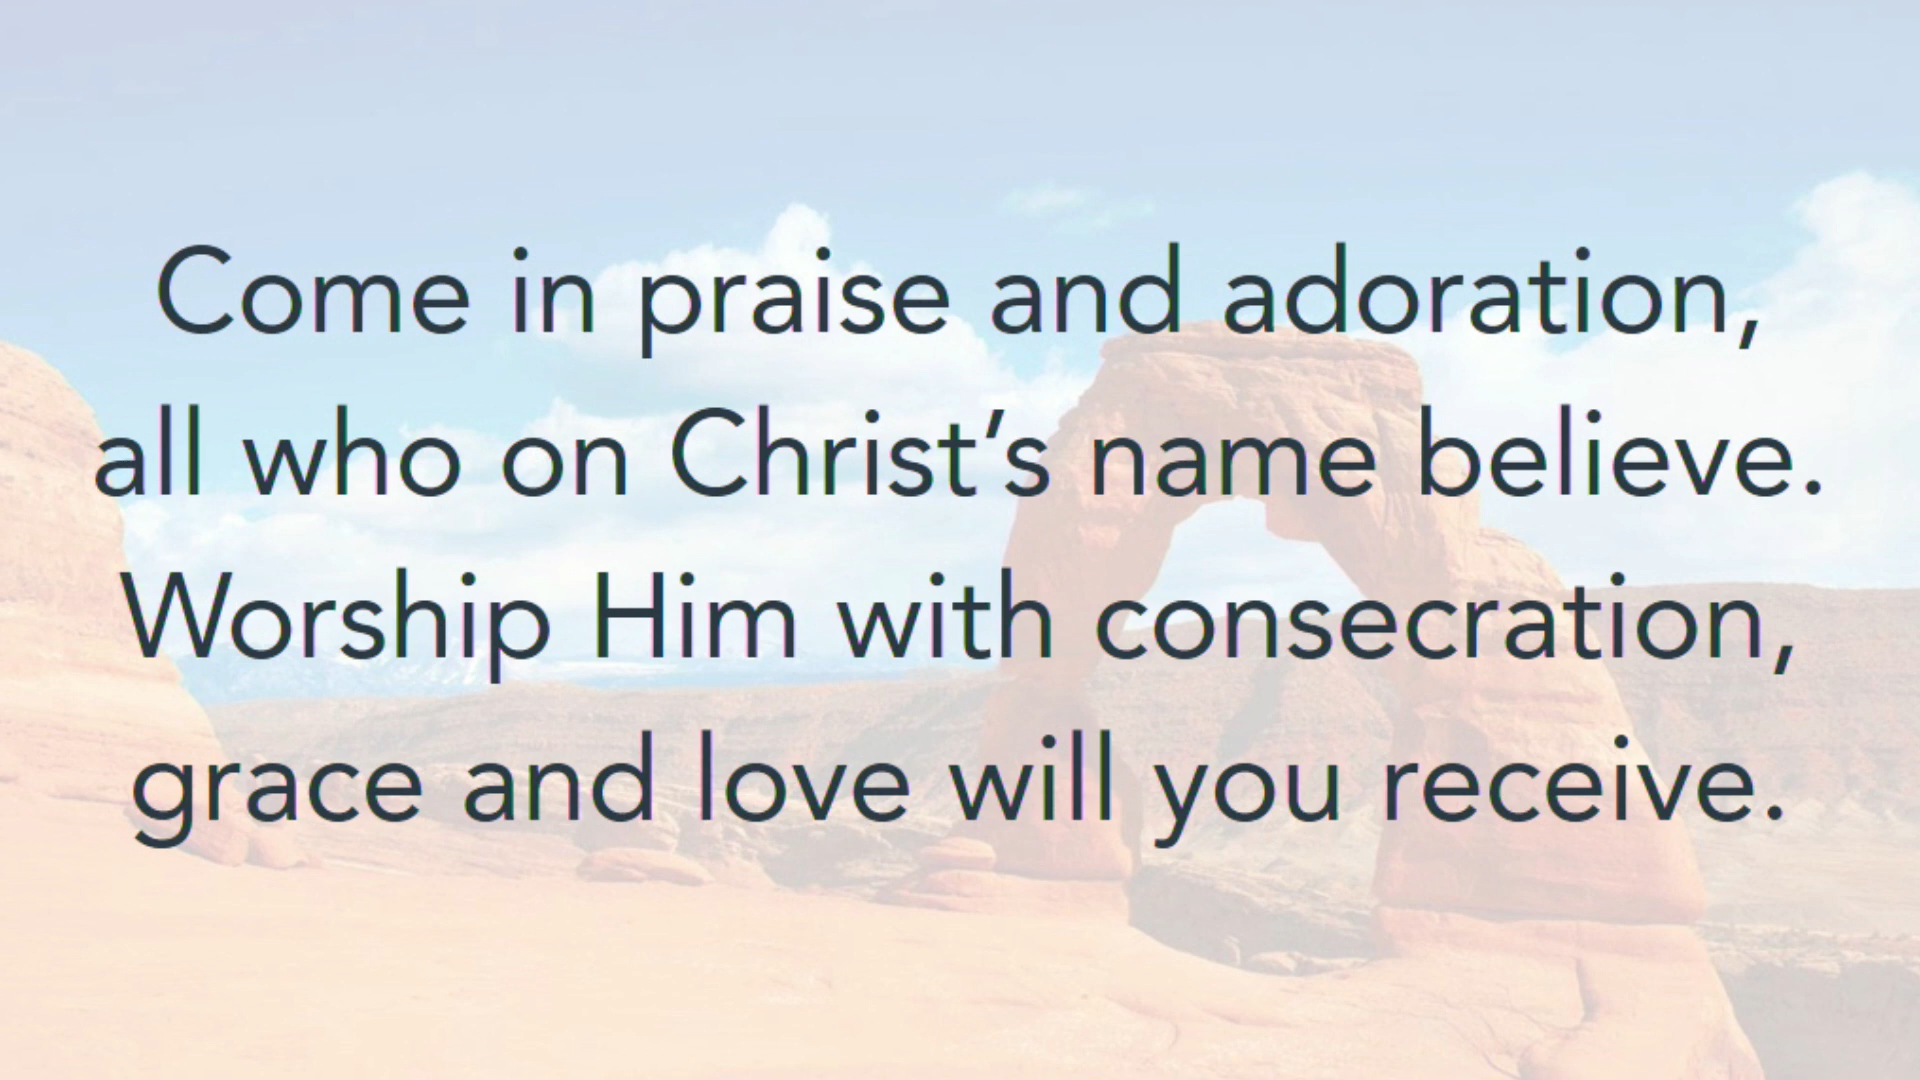 Come in praise and adoration,
all who on Christ’s name believe.
Worship Him with consecration,
grace and love will you receive.